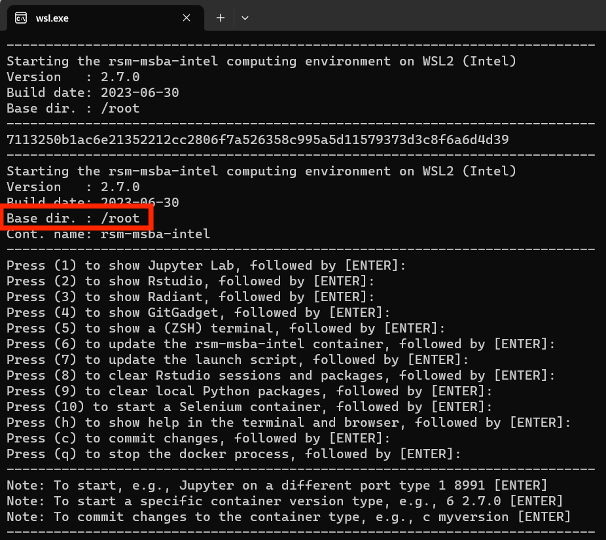 wsl.exe
Starting the rsm-msba-intel computing environment on WSL2 (Intel)
Version   : 2.7.0
Build date: 2023-06-30
Base dir. : /root
7113250b1ac6e21352212cc2806f7a526358c995a5d11579373d3c8f6a6d4d39
Starting the rsm-msba-intel computing environment on WSL2 (Intel)
Version   : 2.7.0
Build date: 2023-06-30
Base dir. : /root
Cont. name: rsm-msba-intel
Press (1) to show Jupyter Lab, followed by [ENTER]:
Press (2) to show Rstudio, followed by [ENTER]:
Press (3) to show Radiant, followed by [ENTER]:
Press (4) to show GitGadget, followed by [ENTER]:
Press (5) to show a (ZSH) terminal, followed by [ENTER]:
Press (6) to update the rsm-msba-intel container, followed by [ENTER]:
Press (7) to update the launch script, followed by [ENTER]:
Press (8) to clear Rstudio sessions and packages, followed by [ENTER]:
Press (9) to clear local Python packages, followed by [ENTER]:
Press (10) to start a Selenium container, followed by [ENTER]:
Press (h) to show help in the terminal and browser, followed by [ENTER]:
Press (c) to commit changes, followed by [ENTER]:
Press (q) to stop the docker process, followed by [ENTER]:
Note: To start, e.g., Jupyter on a different port type 1 8991 [ENTER]
Note: To start a specific container version type, e.g., 6 2.7.0 [ENTER]
Note: To commit changes to the container type, e.g., c myversion [ENTER]